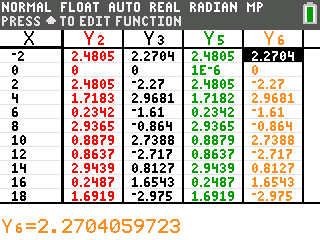 NORMAL FLOAT AUTO REAL RADIAN MP
PRESS ↑ TO EDIT FUNCTION
X Y2 Y3 Y5 Y6
-2 2.4805 2.2704 2.4805 2.2704
0 0 0 1E-6 0
2 2.4805 -2.27 2.4805 -2.27
4 1.7183 2.9681 1.7183 2.9681
6 0.2342 -1.61 0.2342 -1.61
8 2.9365 -0.864 2.9365 -0.864
10 0.8879 2.7388 0.8879 2.7388
12 0.8637 -2.717 0.8637 -2.717
14 2.9439 0.8132 2.9439 0.8132
16 0.2487 1.6543 0.2487 1.6543
18 1.6919 -2.975 1.6919 -2.975
Y6=2.2704059723